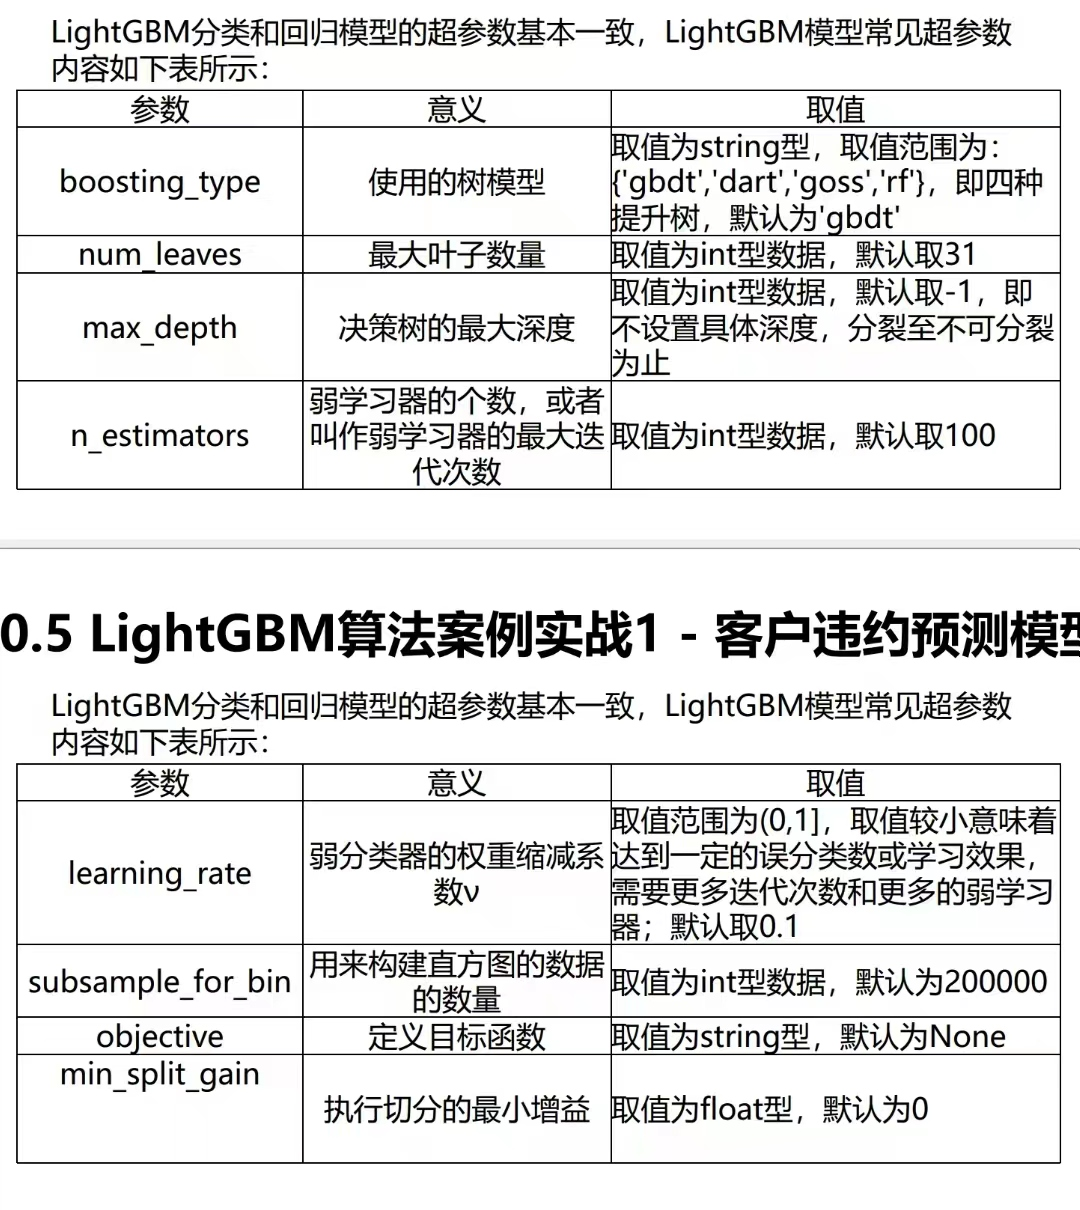 LightGBM分类和回归模型的超参数基本一致，LightGBM模型常见超参数
内容如下表所示：
参数 意义 取值
boosting_type 使用的树模型 取值为string型，取值范围为：
{'gbdt','dart','goss','rf'}，即四种
提升树，默认为'gbdt'
num_leaves 最大叶子数量 取值为int型数据，默认取31
max_depth 决策树的最大深度 取值为int型数据，默认取-1，即
不设置具体深度，分裂至不可分裂
为止
n_estimators 弱学习器的个数，或者
叫作弱学习器的最大迭
代次数 取值为int型数据，默认取100
0.5 LightGBM算法案例实战1 - 客户违约预测模型
LightGBM分类和回归模型的超参数基本一致，LightGBM模型常见超参数
内容如下表所示：
参数 意义 取值
learning_rate 弱分类器的权重缩减系
数ν 取值范围为(0,1]，取值较小意味着
达到一定的误分类数或学习效果，
需要更多迭代次数和更多的弱学习
器；默认取0.1
subsample_for_bin 用来构建直方图的数据
的数量 取值为int型数据，默认为200000
objective 定义目标函数 取值为string型，默认为None
min_split_gain 执行切分的最小增益 取值为float型，默认为0